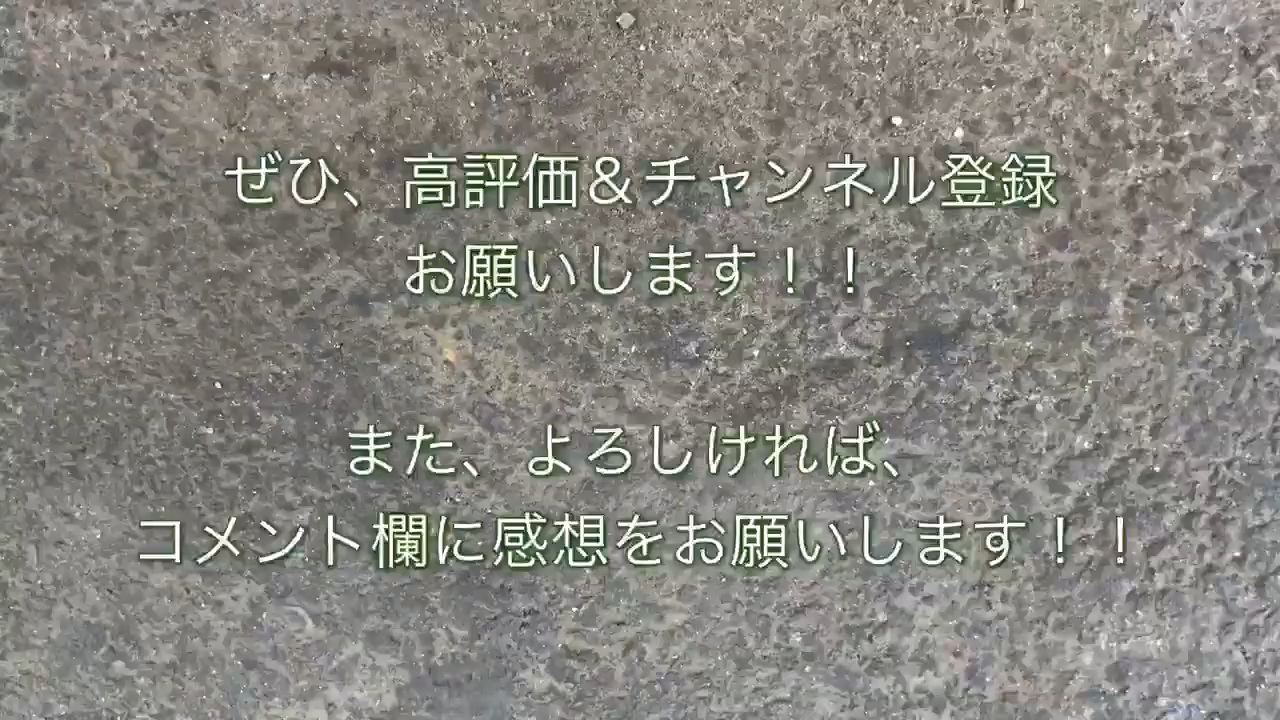 ぜひ、高評価＆チャンネル登録
お願いします！！
また、よろしければ、
コメント欄に感想をお願いします！！